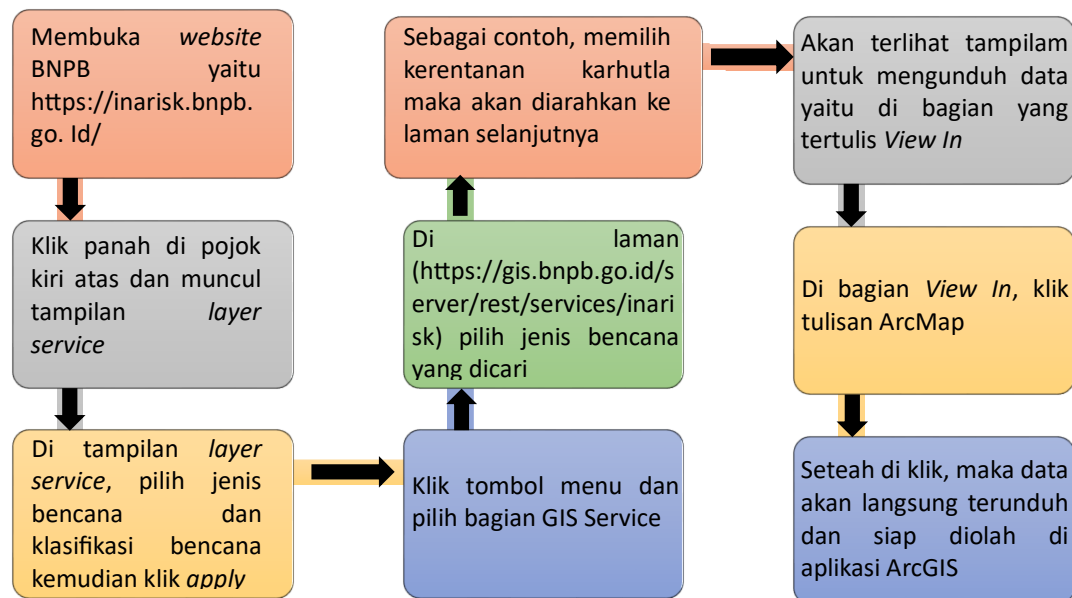 Membuka website
BNPB yaitu
https://inarisk.bnpb.
go. Id/
Klik panah di pojok
kiri atas dan muncul
tampilan layer
service
Di tampilan layer
service, pilih jenis
bencana dan
klasifikasi bencana
kemudian klik apply
Klik tombol menu dan
pilih bagian GIS Service
Di laman
(https://gis.bnpb.go.id/s
erver/rest/services/inari
sk) pilih jenis bencana
yang dicari
Sebagai contoh, memilih
kerentanan karhutla
maka akan diarahkan ke
laman selanjutnya
Akan terlihat tampilam
untuk mengunduh data
yaitu di bagian yang
tertulis View In
Di bagian View In, klik
tulisan ArcMap
Seteah di klik, maka data
akan langsung terunduh
dan siap diolah di
aplikasi ArcGIS